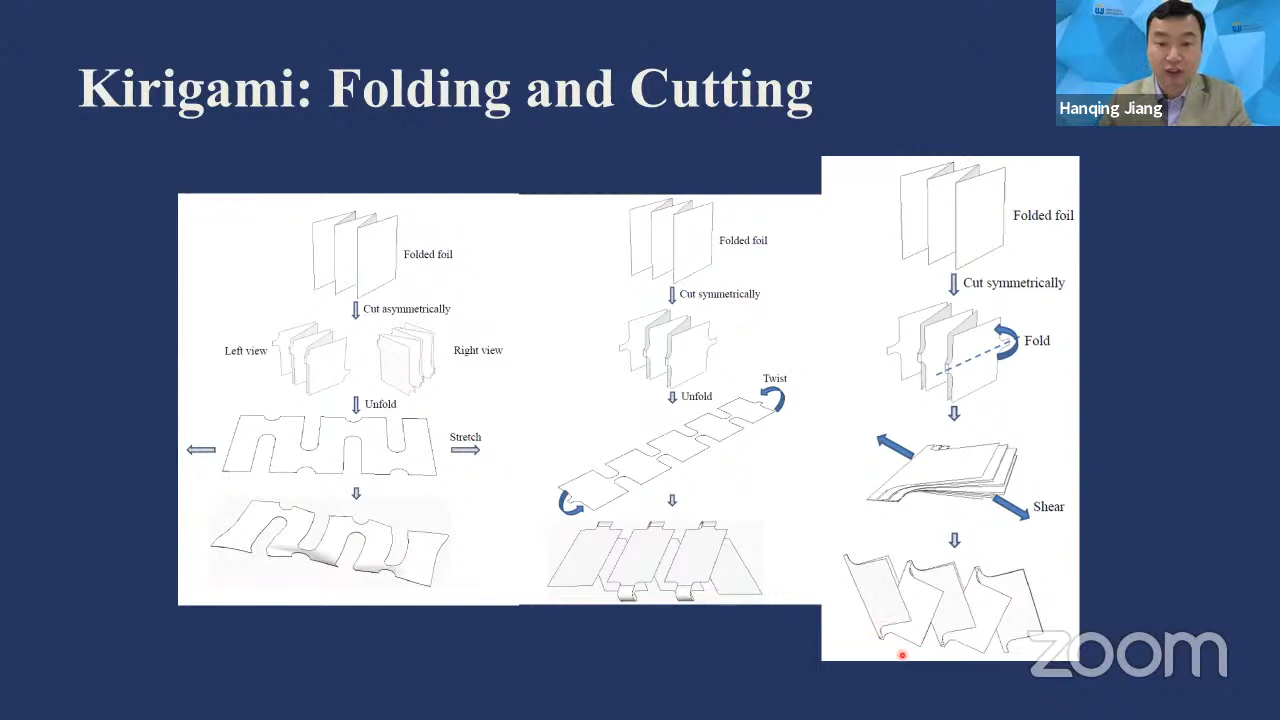 Kirigami: Folding and Cutting
Hanqing Jiang
Folded foil
Cut asymmetrically
Left view
Right view
Unfold
Stretch
Folded foil
Cut symmetrically
Unfold
Twist
Folded foil
Cut symmetrically
Fold
Shear
zoom